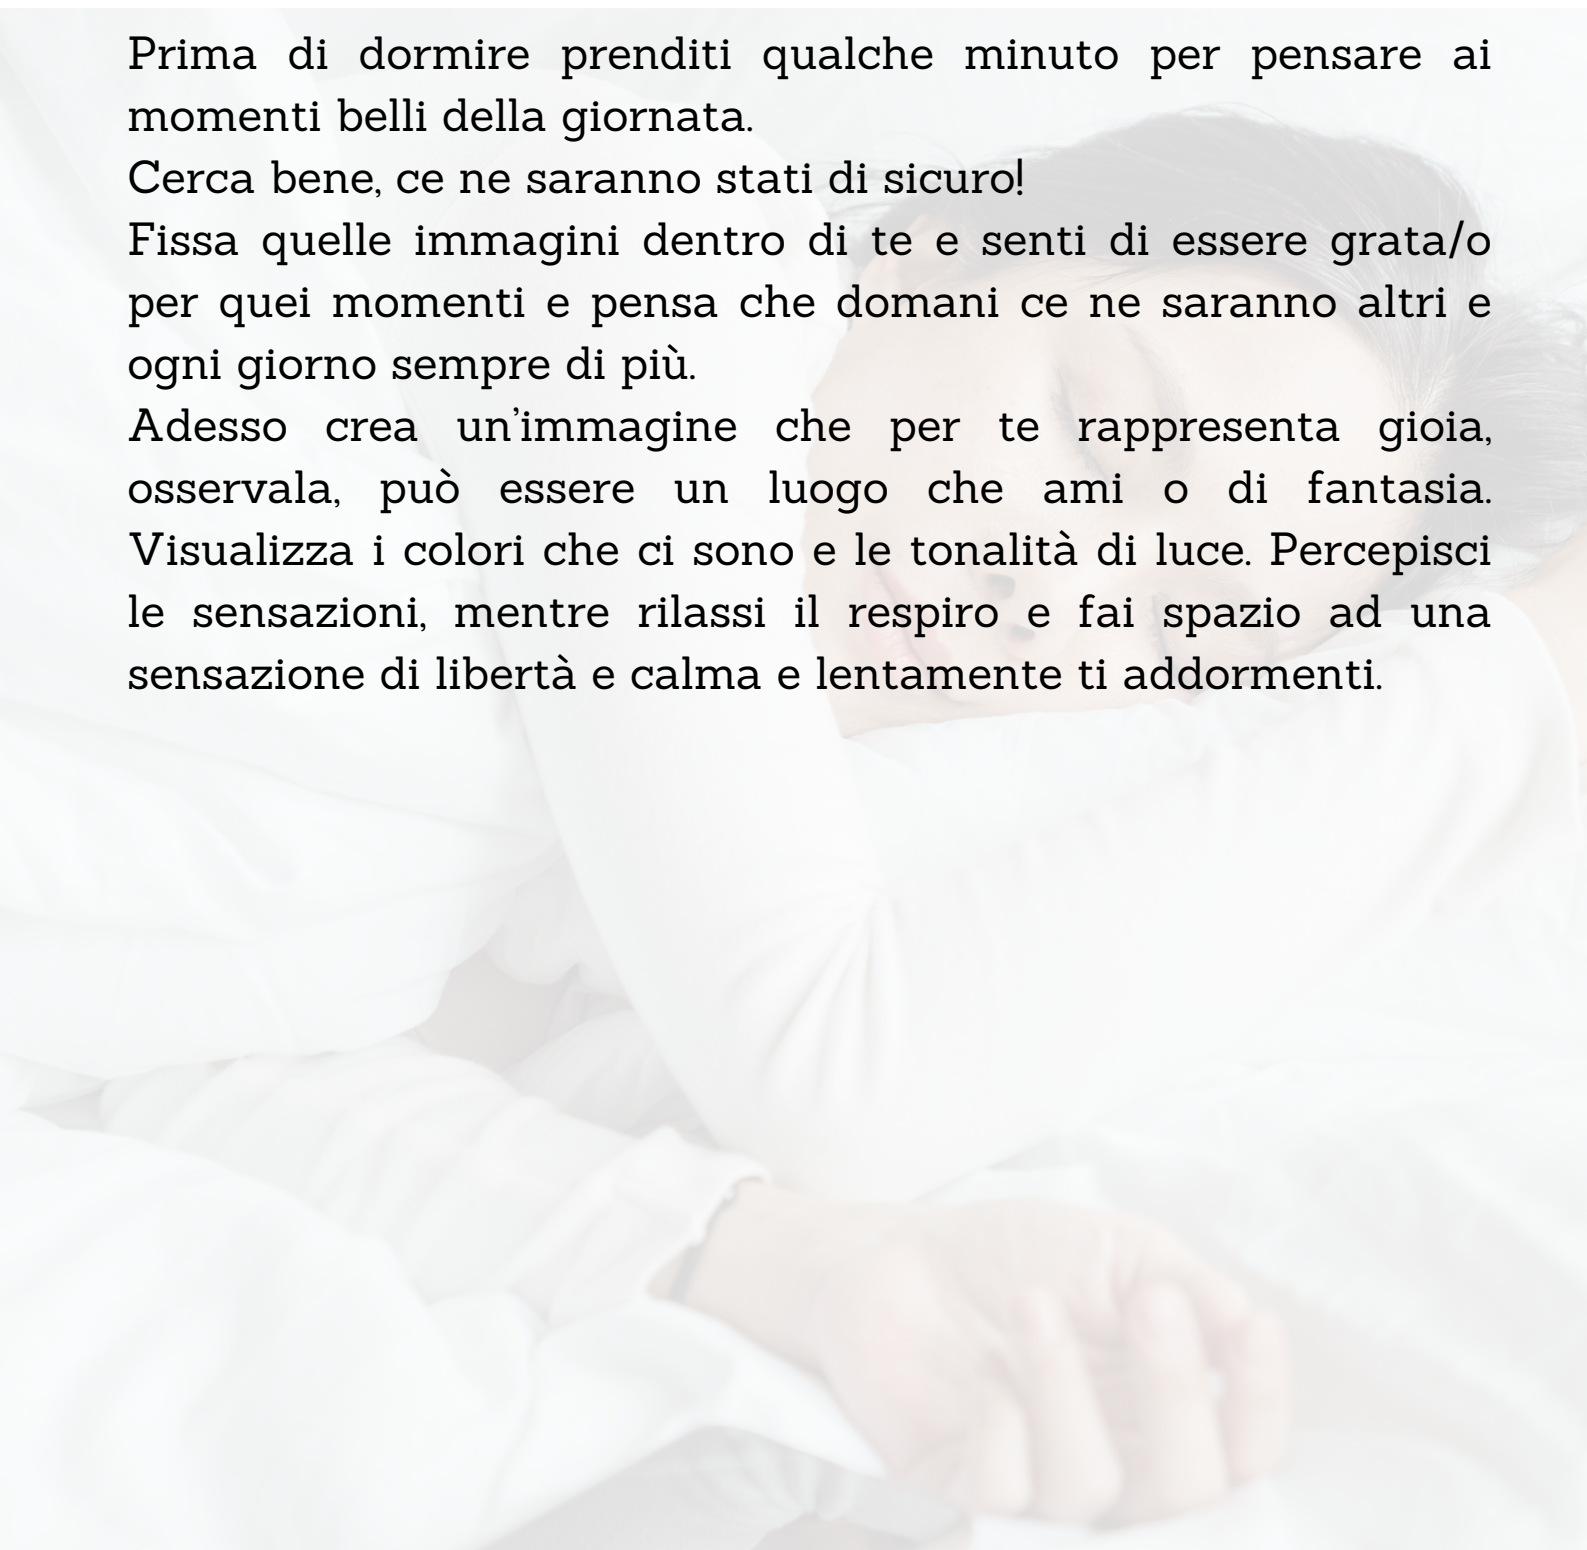 Prima di dormire prenditi qualche minuto per pensare ai
momenti belli della giornata.
Cerca bene, ce ne saranno stati di sicuro!
Fissa quelle immagini dentro di te e senti di essere grata/o
per quei momenti e pensa che domani ce ne saranno altri e
ogni giorno sempre di più.
Adesso crea un’immagine che per te rappresenta gioia,
osservala, può essere un luogo che ami o di fantasia.
Visualizza i colori che ci sono e le tonalità di luce. Percepisci
le sensazioni, mentre rilassi il respiro e fai spazio ad una
sensazione di libertà e calma e lentamente ti addormenti.